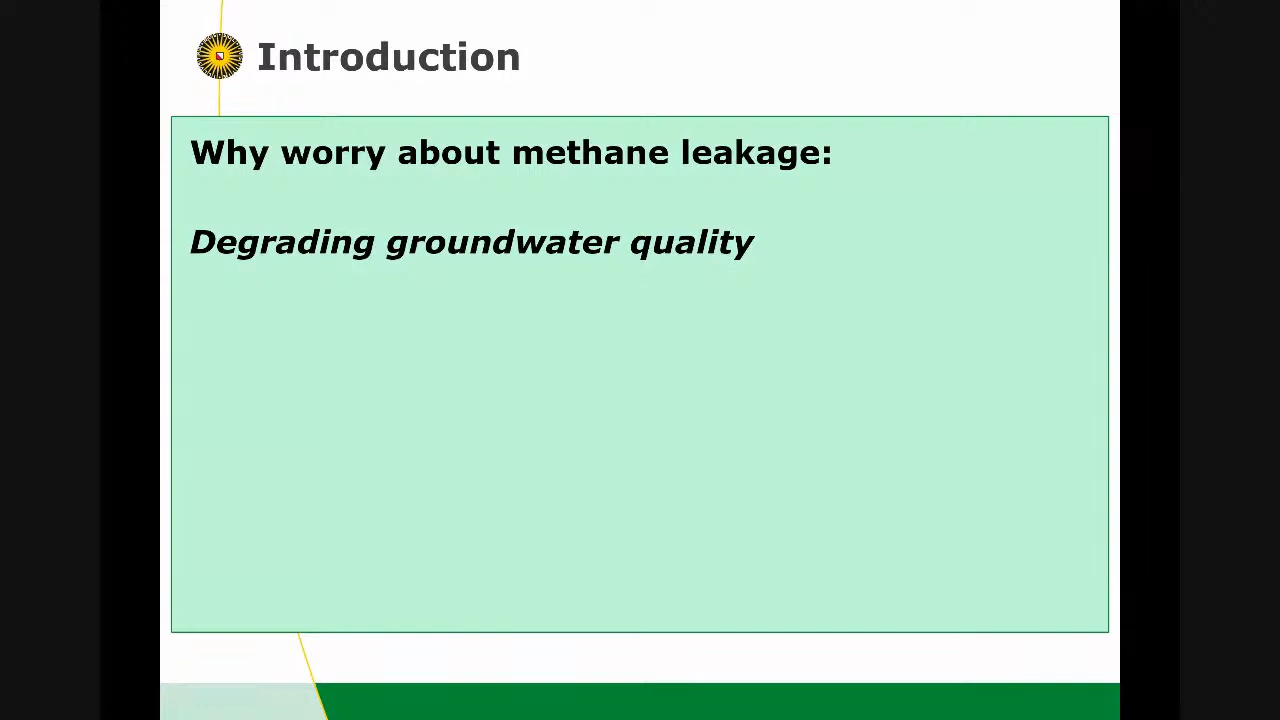 Introduction
Why worry about methane leakage:
Degrading groundwater quality